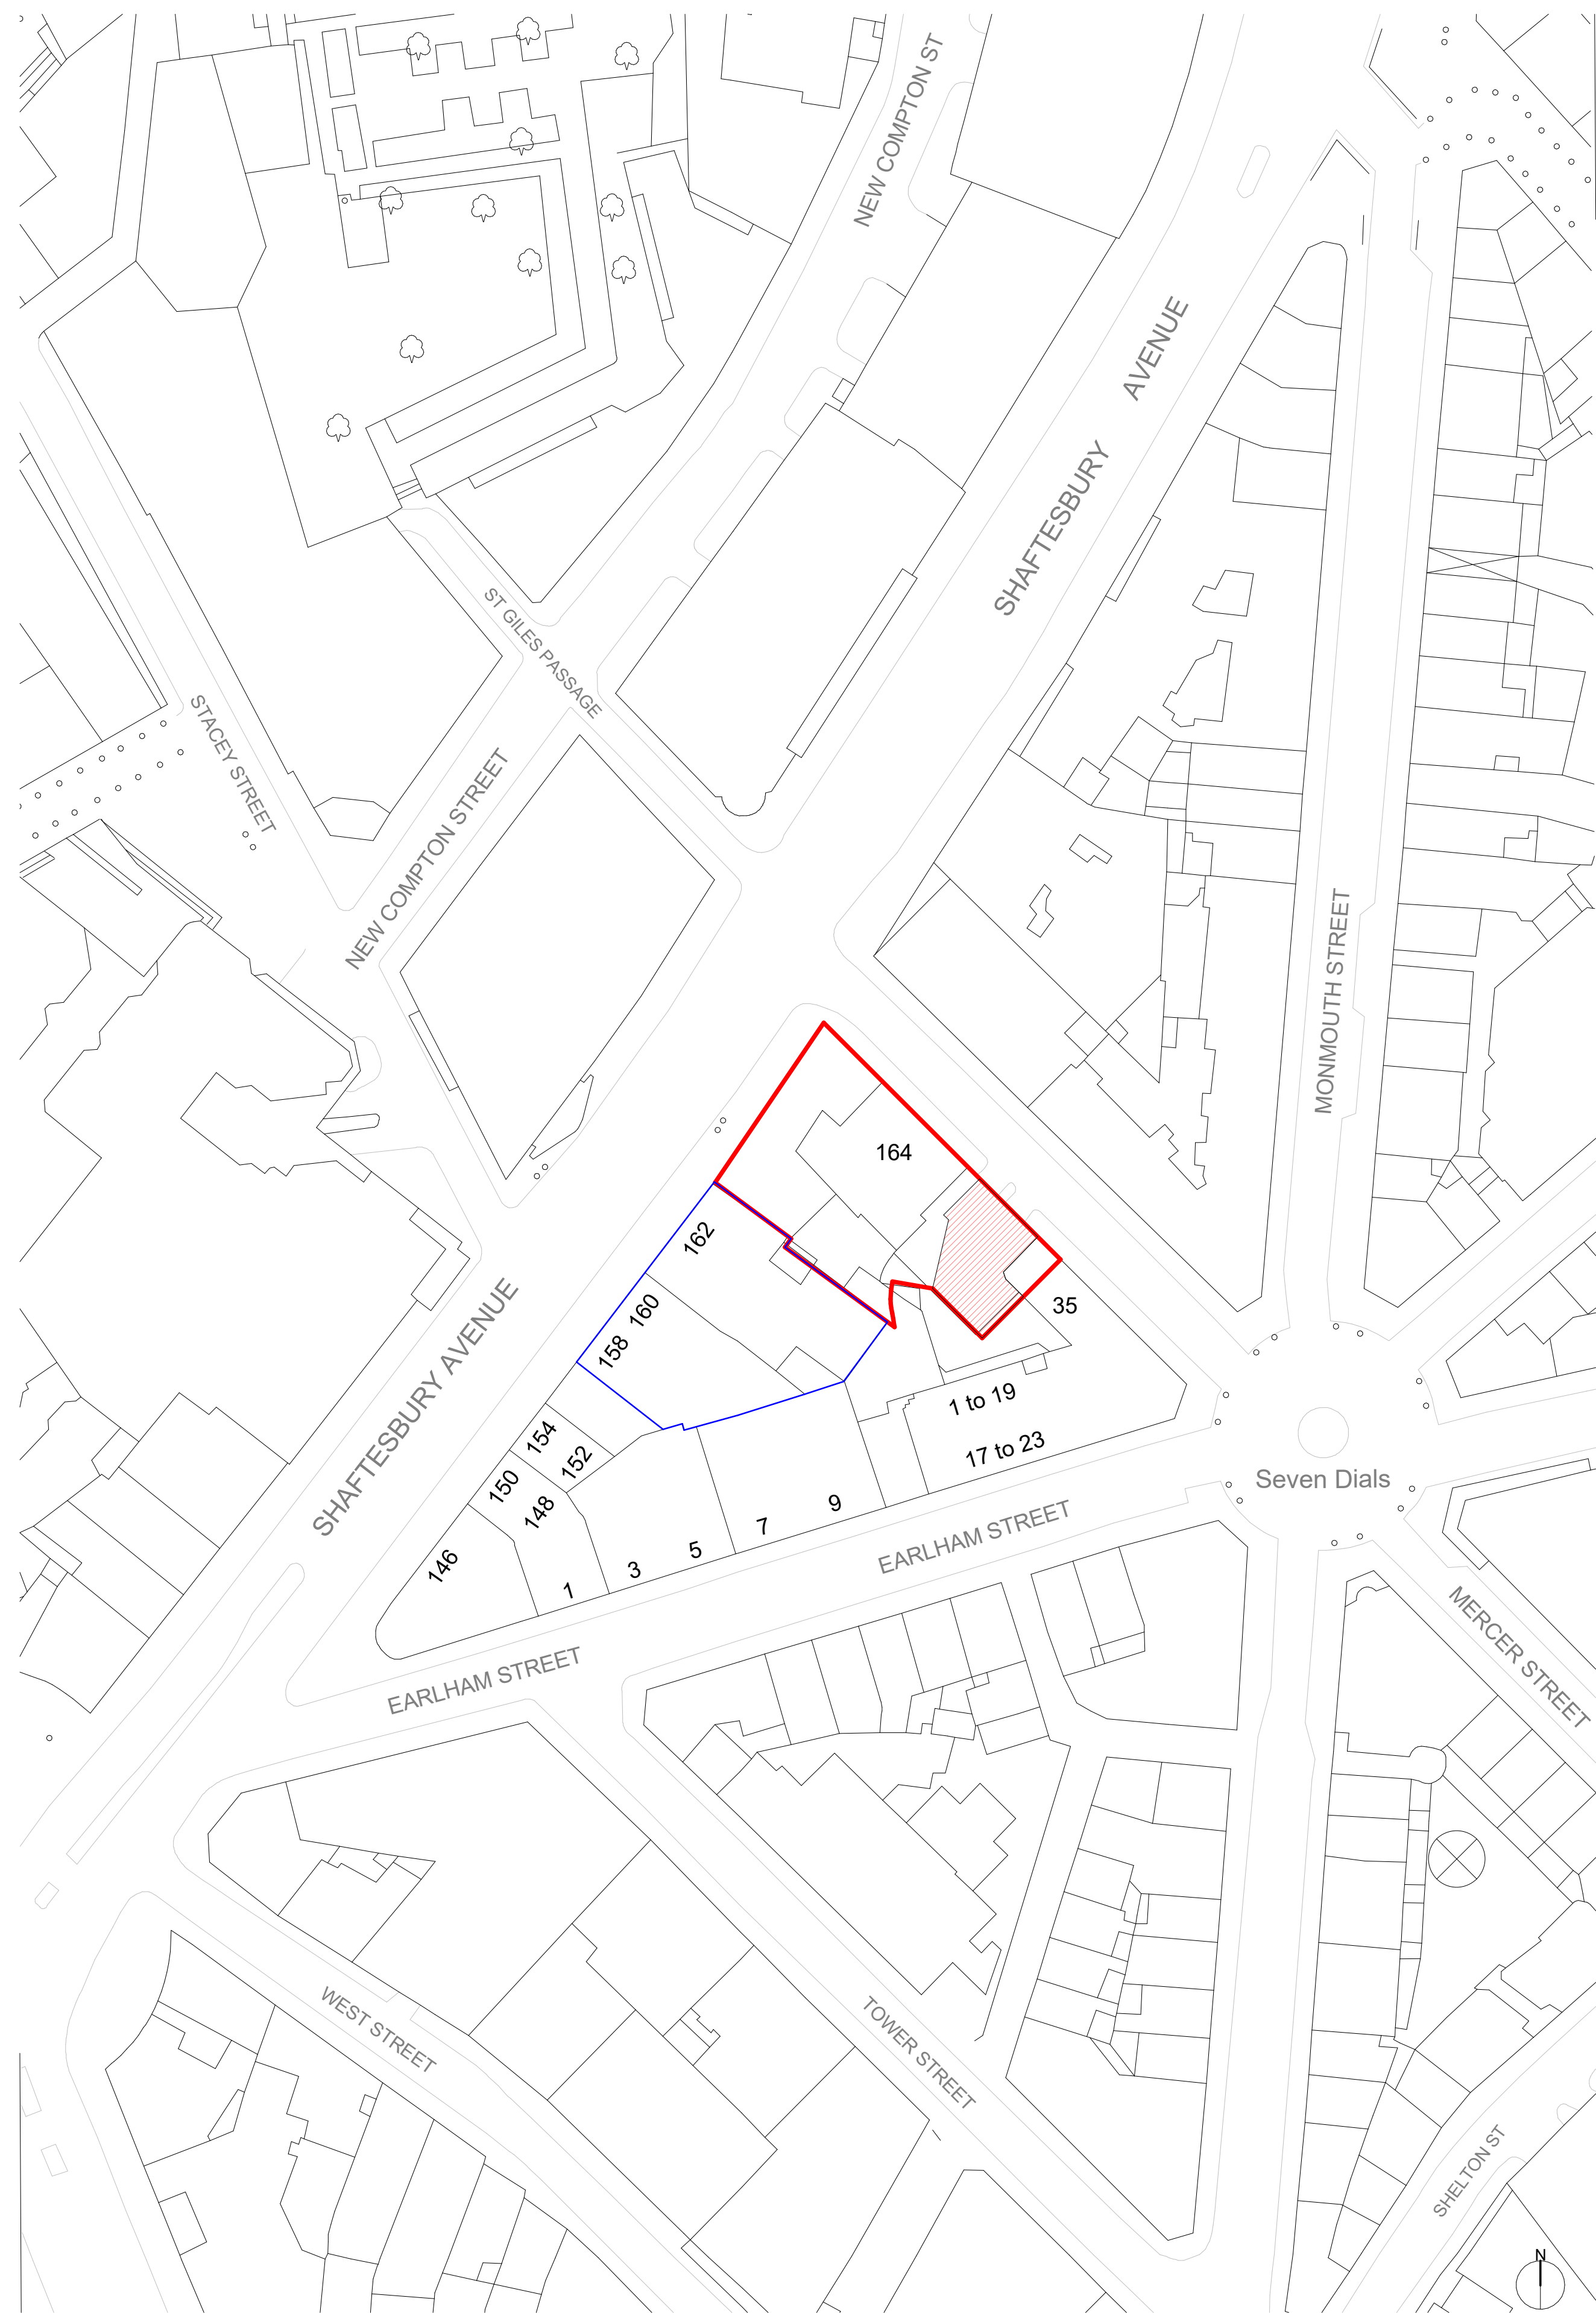 NEW COMPTON ST
SHAFTESBURY AVENUE
ST GILES PASSAGE
STACEY STREET
NEW COMPTON STREET
MONMOUTH STREET
164
162
160
158
35
SHAFTESBURY AVENUE
154
152
150
148
146
1 to 19
17 to 23
9
7
5
3
1
Seven Dials
EARLHAM STREET
EARLHAM STREET
MERCER STREET
WEST STREET
TOWER STREET
SHELTON ST
N